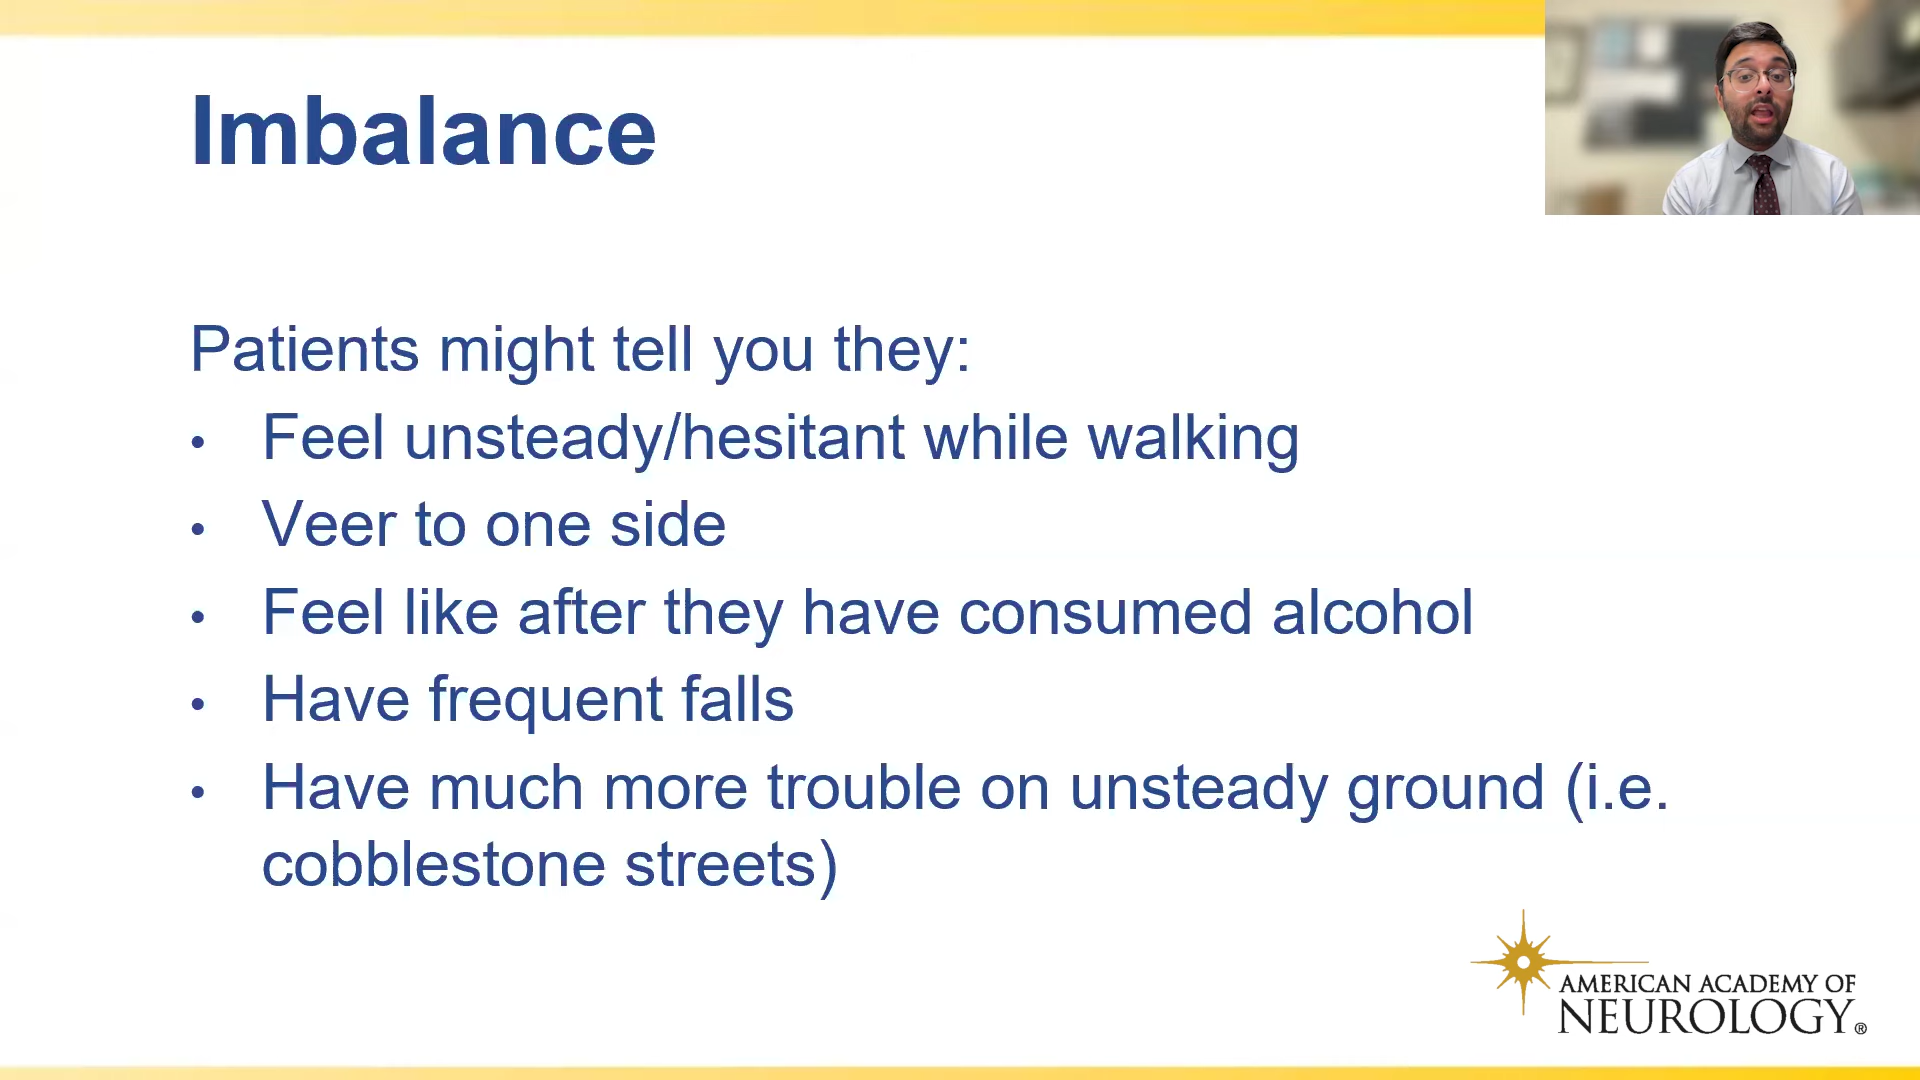 Imbalance
Patients might tell you they:
• Feel unsteady/hesitant while walking
• Veer to one side
• Feel like after they have consumed alcohol
• Have frequent falls
• Have much more trouble on unsteady ground (i.e.
cobblestone streets)
AMERICAN ACADEMY OF
NEUROLOGY®